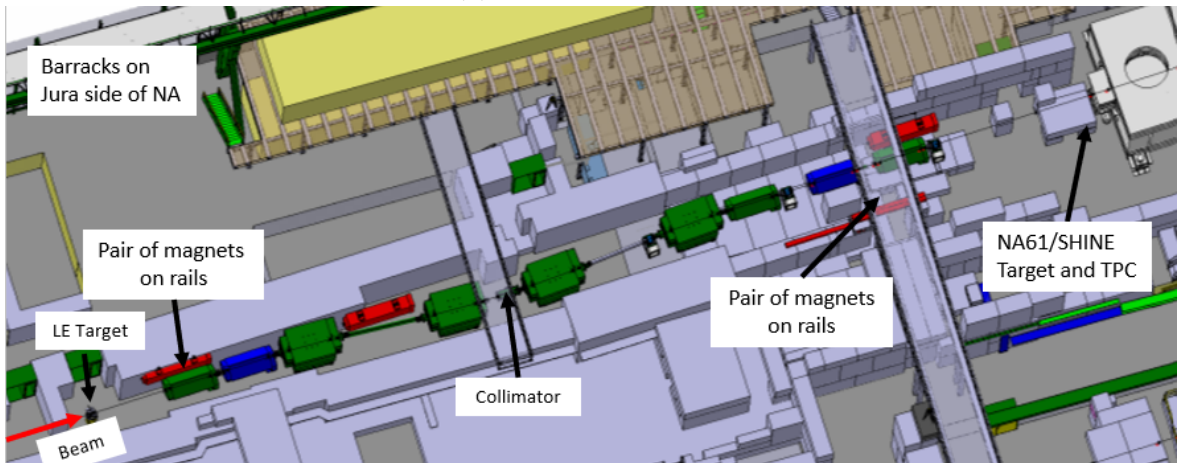 Barracks on
Jura side of NA
Pair of magnets
on rails
LE Target
Beam
Collimator
Pair of magnets
on rails
NA61/SHINE
Target and TPC